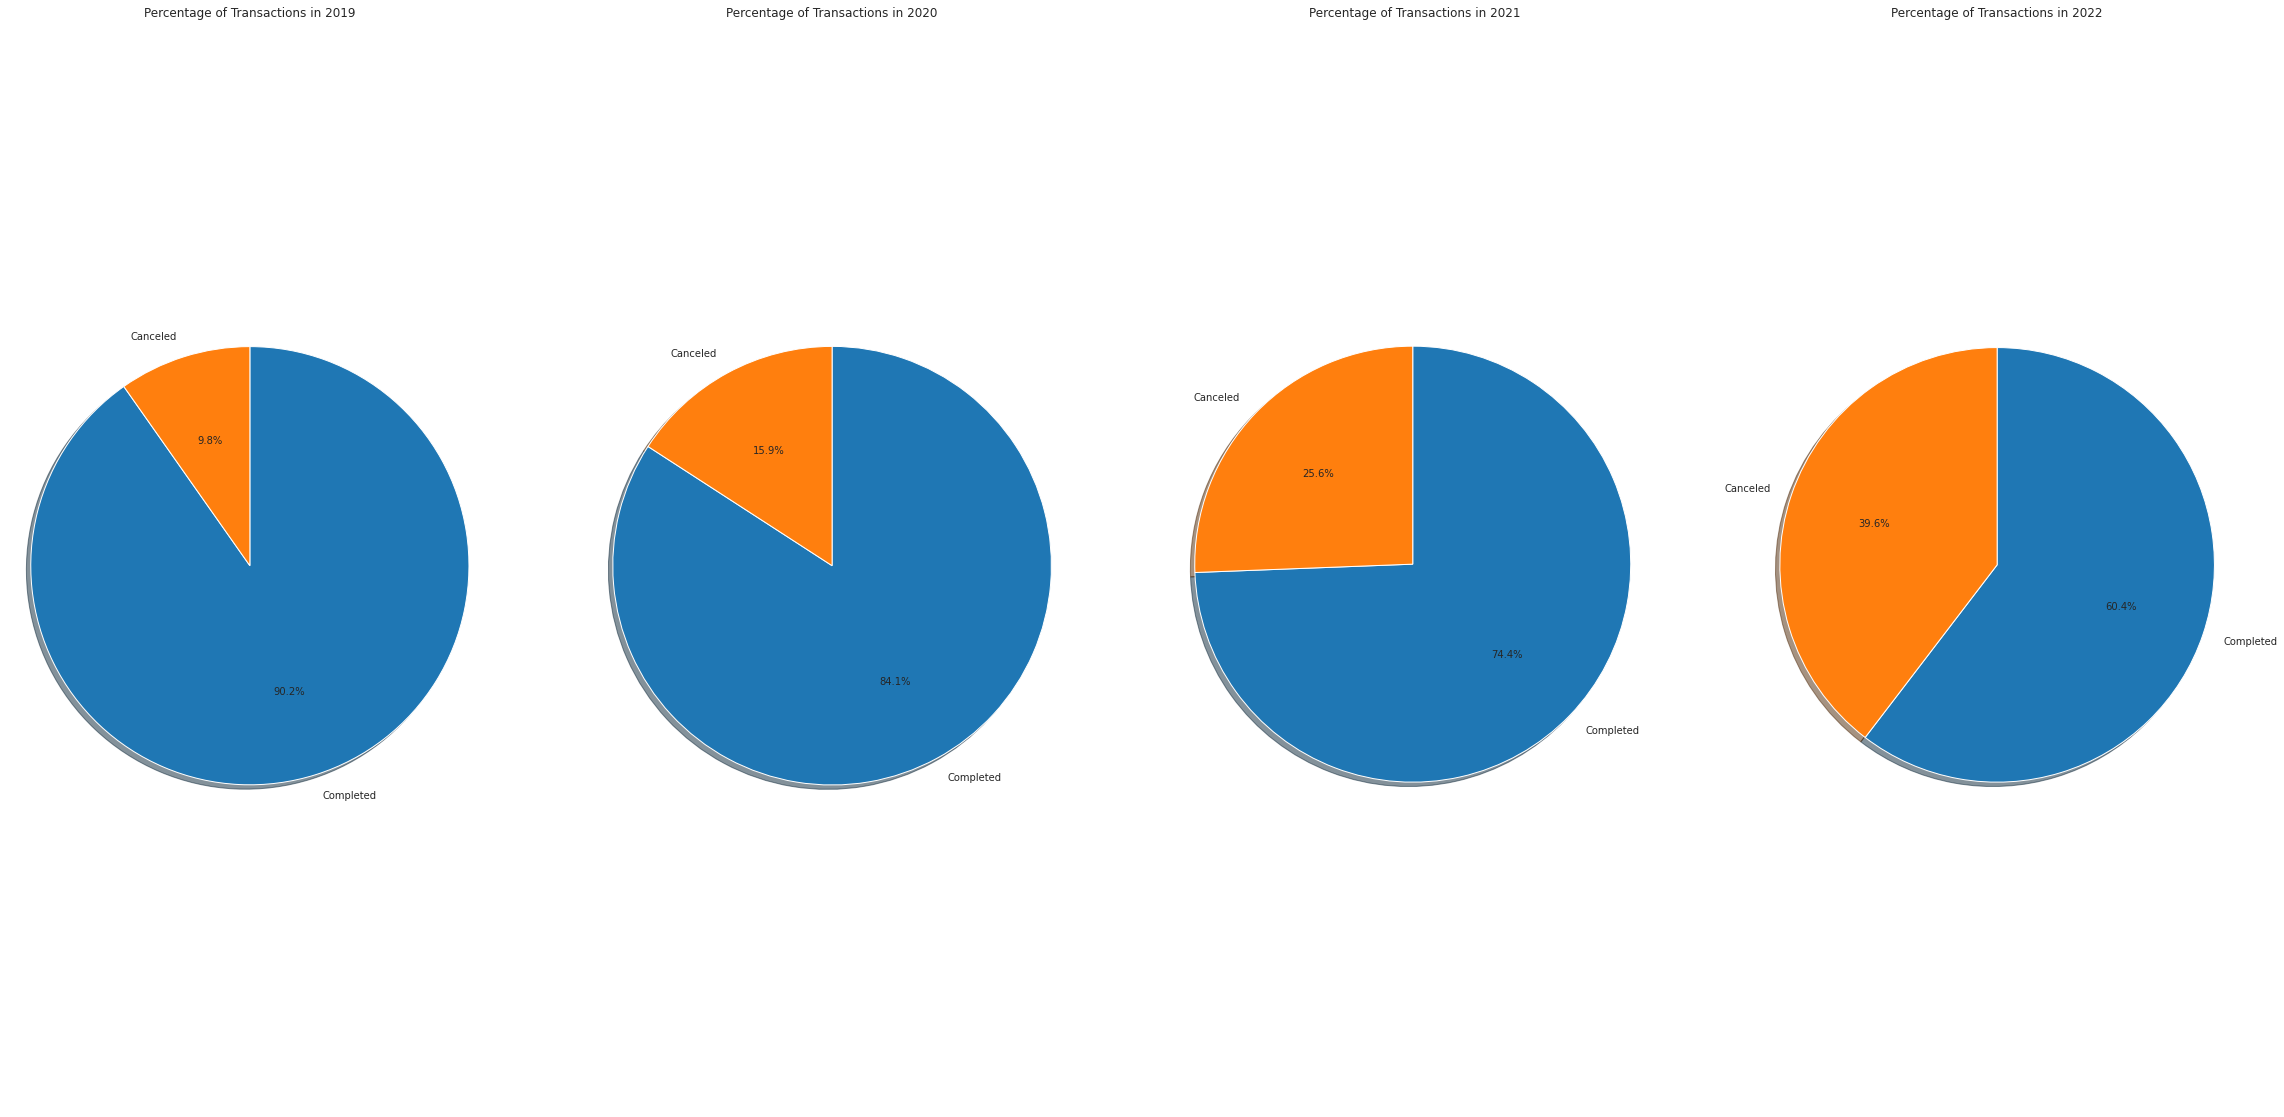 Percentage of Transactions in 2019
Canceled
9.8%
90.2%
Completed
Percentage of Transactions in 2020
Canceled
15.9%
84.1%
Completed
Percentage of Transactions in 2021
Canceled
25.6%
74.4%
Completed
Percentage of Transactions in 2022
Canceled
39.6%
60.4%
Completed